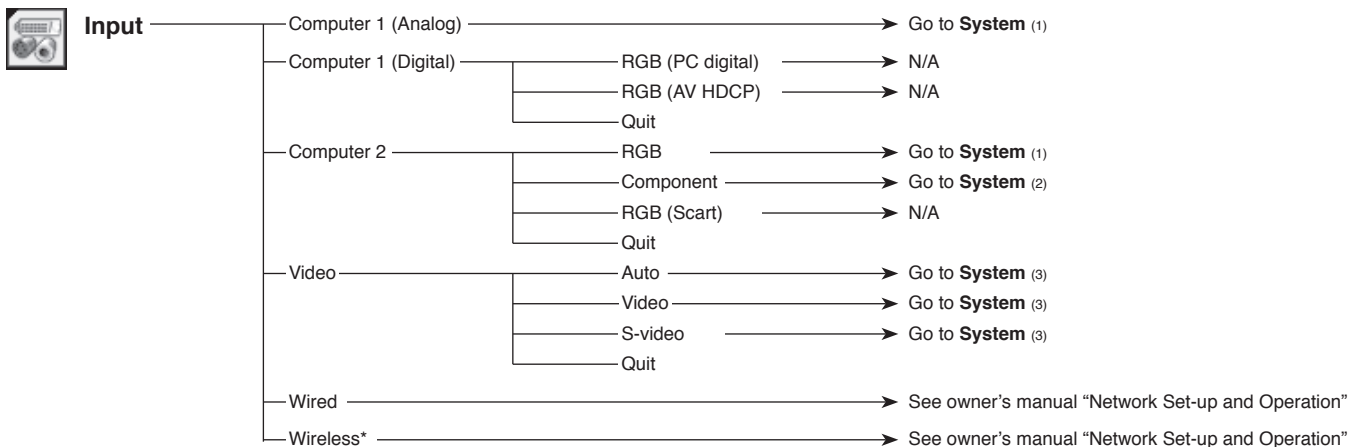 Input Computer 1 (Analog) Go to System (1)
Computer 1 (Digital) RGB (PC digital) N/A
RGB (AV HDCP) N/A
Quit
Computer 2 RGB Go to System (1)
Component Go to System (2)
RGB (Scart) N/A
Quit
Video Auto Go to System (3)
Video Go to System (3)
S-video Go to System (3)
Quit
Wired See owner’s manual “Network Set-up and Operation”
Wireless* See owner’s manual “Network Set-up and Operation”